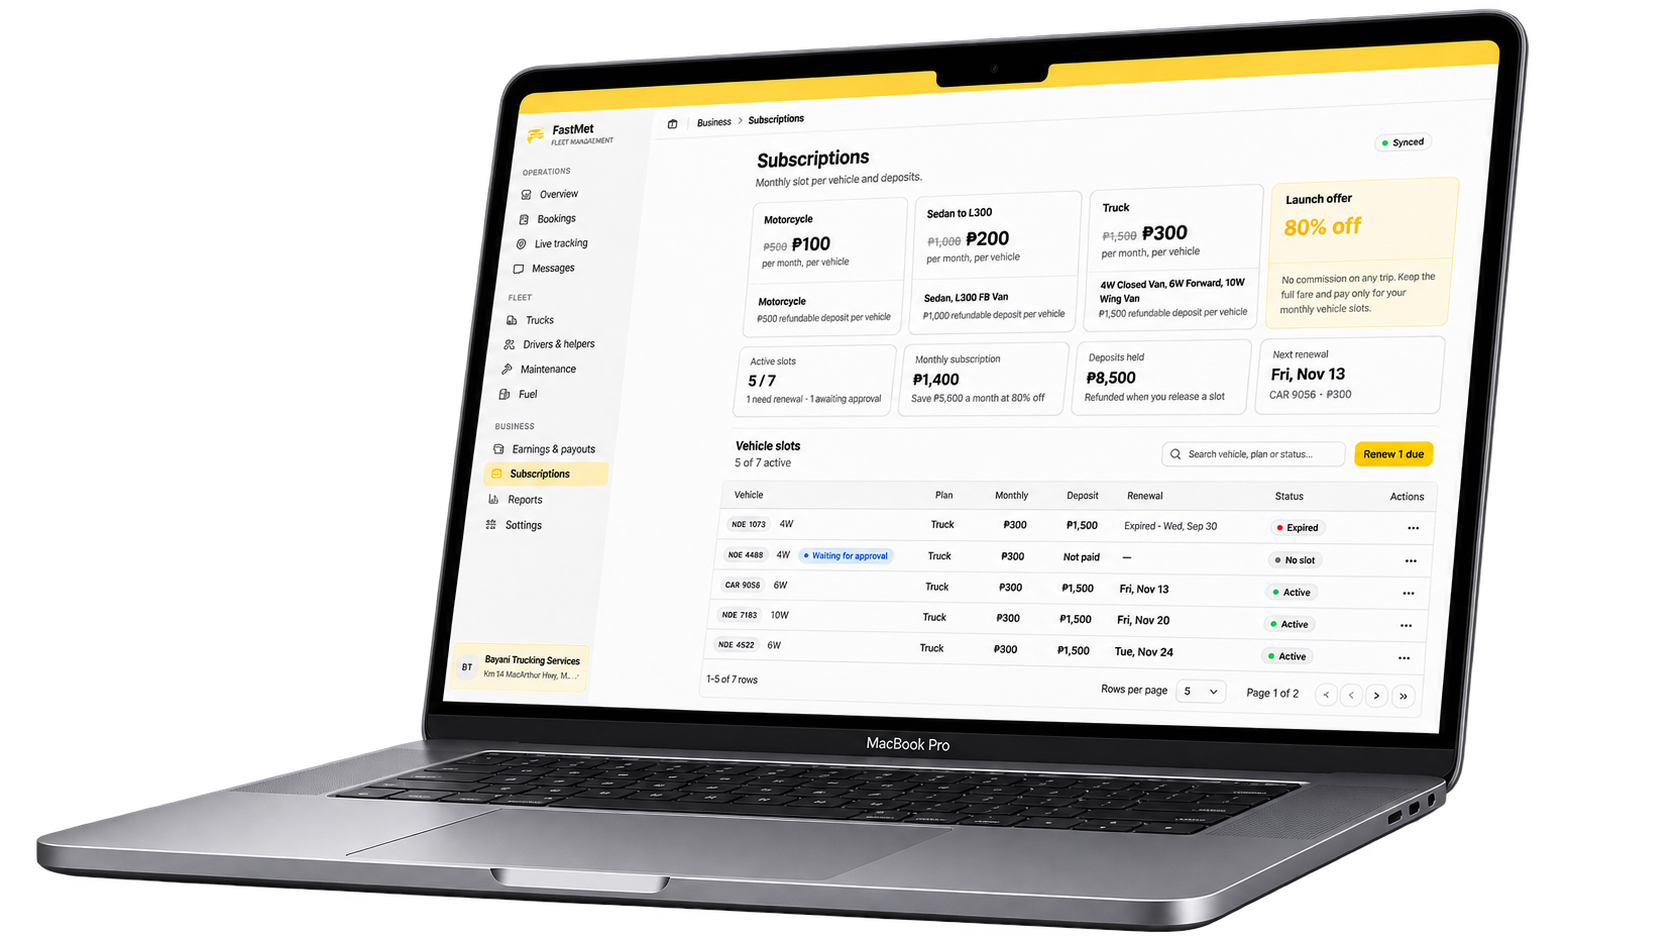 FastMet
FLEET MANAGEMENT
OPERATIONS
Overview
Bookings
Live tracking
Messages
FLEET
Trucks
Drivers & helpers
Maintenance
Fuel
BUSINESS
Earnings & payouts
Subscriptions
Reports
Settings
BT
Bayani Trucking Services
Km 14 MacArthur Hwy, M...
Business > Subscriptions
Synced
Subscriptions
Monthly slot per vehicle and deposits.
Motorcycle
₱500 ₱100
per month, per vehicle
Motorcycle
₱500 refundable deposit per vehicle
Sedan to L300
₱1,000 ₱200
per month, per vehicle
Sedan, L300 FB Van
₱1,000 refundable deposit per vehicle
Truck
₱1,500 ₱300
per month, per vehicle
4W Closed Van, 6W Forward, 10W
Wing Van
₱1,500 refundable deposit per vehicle
Launch offer
80% off
No commission on any trip. Keep the
full fare and pay only for your
monthly vehicle slots.
Active slots
5 / 7
1 need renewal · 1 awaiting approval
Monthly subscription
₱1,400
Save ₱5,600 a month at 80% off
Deposits held
₱8,500
Refunded when you release a slot
Next renewal
Fri, Nov 13
CAR 9056 · ₱300
Vehicle slots
5 of 7 active
Search vehicle, plan or status...
Renew 1 due
Vehicle Plan Monthly Deposit Renewal Status Actions
NDE 1073 4W Truck ₱300 ₱1,500 Expired - Wed, Sep 30 Expired
NDE 4488 4W Waiting for approval Truck ₱300 Not paid — No slot
CAR 9056 6W Truck ₱300 ₱1,500 Fri, Nov 13 Active
NDE 7183 10W Truck ₱300 ₱1,500 Fri, Nov 20 Active
NDE 4522 6W Truck ₱300 ₱1,500 Tue, Nov 24 Active
1-5 of 7 rows
Rows per page 5
Page 1 of 2
MacBook Pro